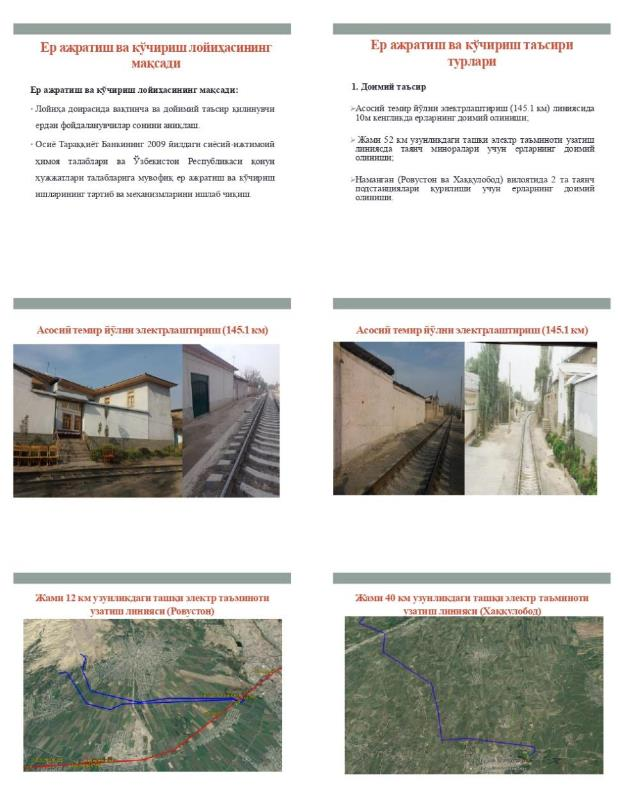 Ер ажратиш ва кўчириш лойиҳасининг
мақсади
Ер ажратиш ва кўчириш лойиҳасининг мақсади:
• Лойиҳа доирасида вақтинча ва дойимий таъсир қилинувчи
ердан фойдаланувчилар сонини аниқлаш.
• Осиё Тараққиёт Банкининг 2009 йилдаги сиёсий-ижтимоий
ҳимоя талаблари ва Ўзбекистон Республикаси қонун
ҳужжатлари талабларига мувофиқ ер ажратиш ва кўчириш
ишларининг тартиб ва механизмларини ишлаб чиқиш.
Ер ажратиш ва кўчириш таъсири
турлари
1. Доимий таъсир
➢Асосий темир йўлни электрлаштириш (145.1 км) линиясида
10м кенгликда ерларнинг доимий олиниши;
➢ Жами 52 км узунликдаги ташқи электр таъминоти узатиш
линиясда таянч миноралари учун ерларнинг доимий
олиниши;
➢Наманган (Ровустон ва Хаққулобод) вилоятида 2 та таянч
подстанциялари қурилиши учун ерларнинг доимий
олиниши.
Асосий темир йўлни электрлаштириш (145.1 км)
Асосий темир йўлни электрлаштириш (145.1 км)
Жами 12 км узунликдаги ташқи электр таъминоти
узатиш линияси (Ровустон)
Жами 40 км узунликдаги ташқи электр таъминоти
узатиш линияси (Хаққулобод)